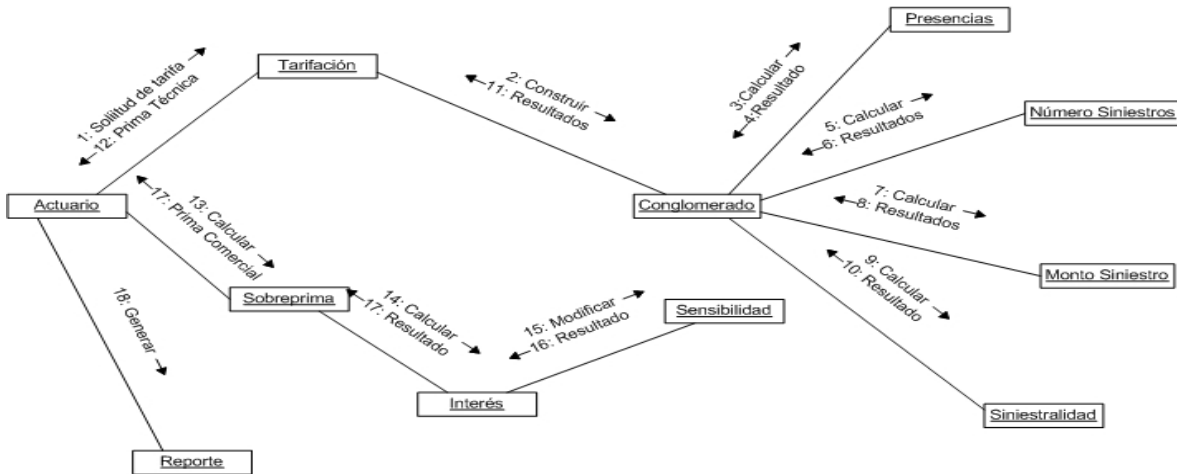 Presencias
Tarifación
1: Solilitud de tarifa
12: Prima Técnica
2: Construir
11: Resultados
3:Calcular
4:Resultado
5: Calcular
6: Resultados
Número Siniestros
Actuario
13: Calcular
17: Prima Comercial
Conglomerado
7: Calcular
8: Resultados
Monto Siniestro
9: Calcular
10: Resultado
Sobreprima
14: Calcular
17: Resultado
15: Modificar
16: Resultado
Sensibilidad
18: Generar
Interés
Siniestralidad
Reporte